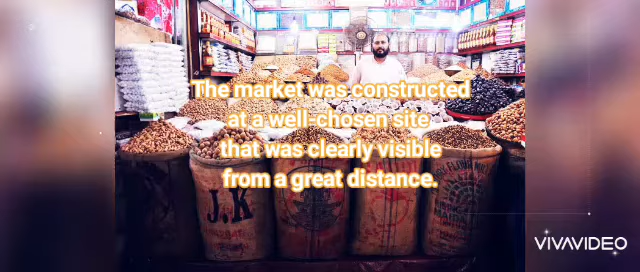 The market was constructed
at a well-chosen site
that was clearly visible
from a great distance.
J.K
VIVAVIDEO